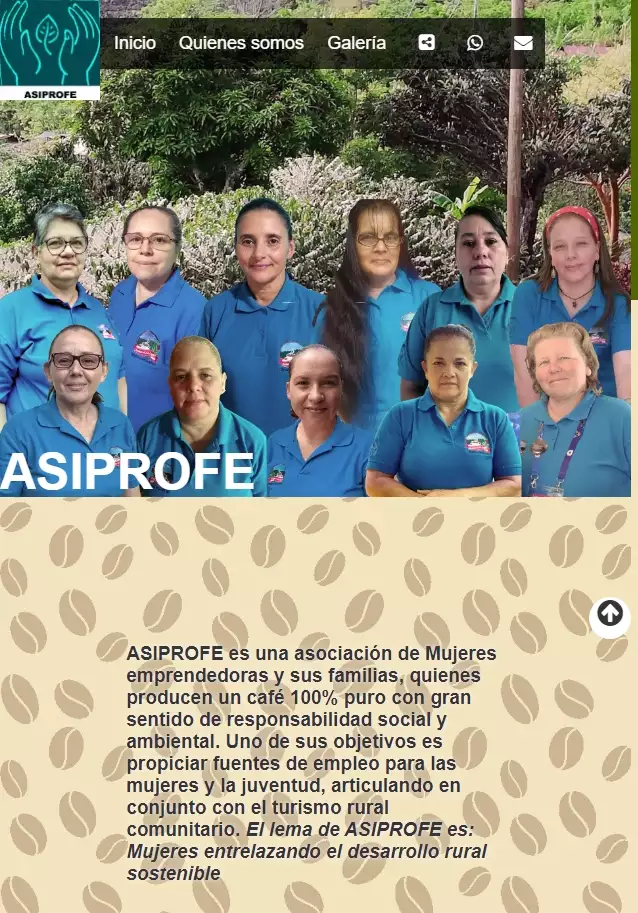 ASIPROFE
Inicio Quienes somos Galería
ASIPROFE
ASIPROFE es una asociación de Mujeres
emprendedoras y sus familias, quienes
producen un café 100% puro con gran
sentido de responsabilidad social y
ambiental. Uno de sus objetivos es
propiciar fuentes de empleo para las
mujeres y la juventud, articulando en
conjunto con el turismo rural
comunitario. El lema de ASIPROFE es:
Mujeres entrelazando el desarrollo rural
sostenible